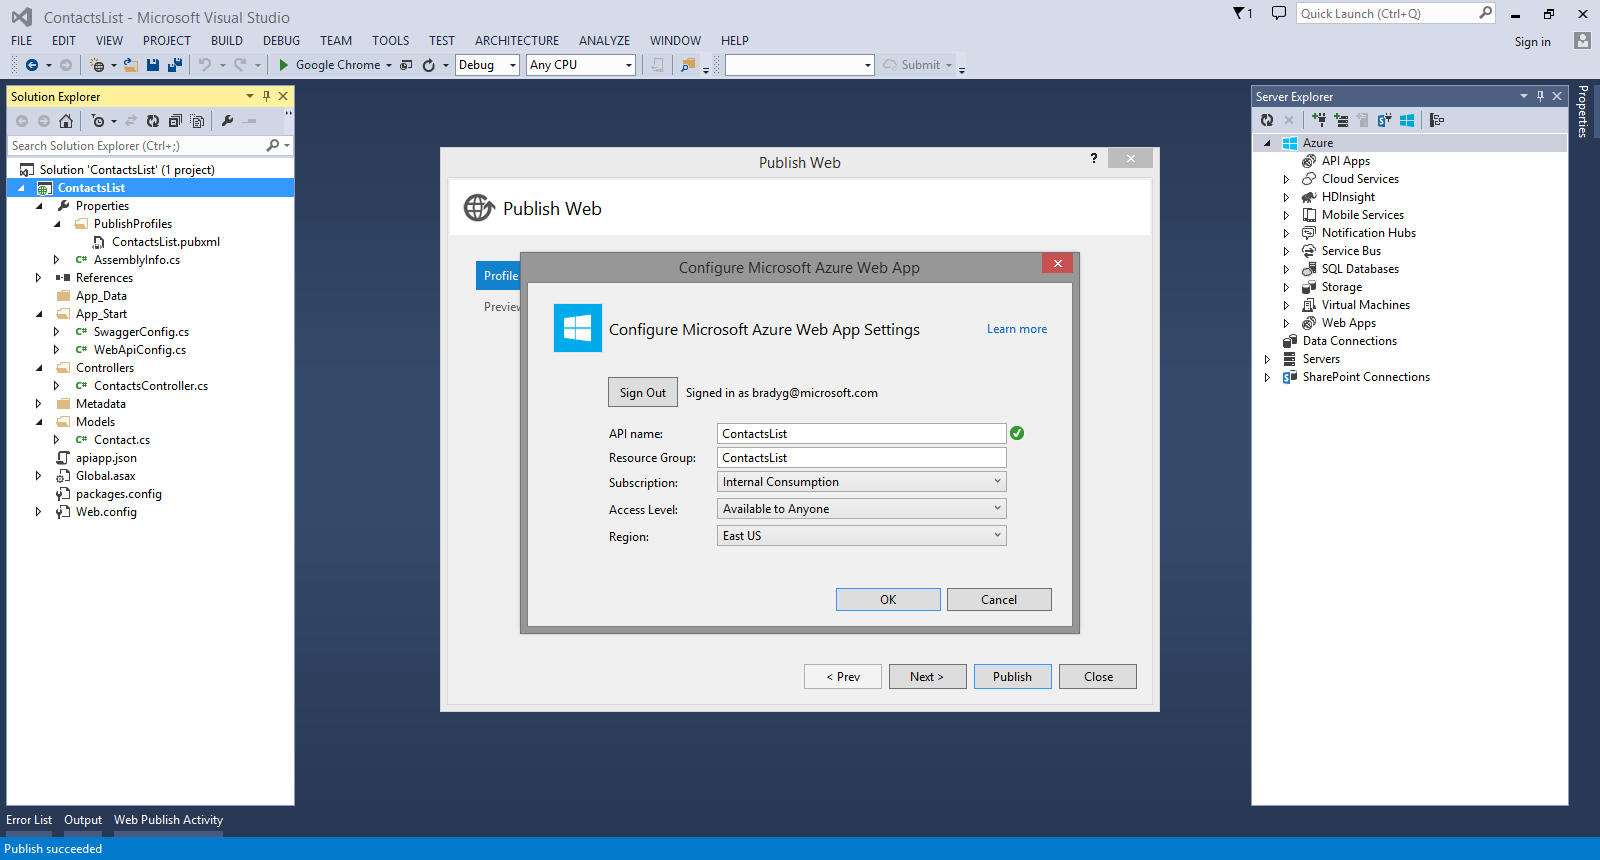 ContactsList - Microsoft Visual Studio
1
Quick Launch (Ctrl+Q)
FILE EDIT VIEW PROJECT BUILD DEBUG TEAM TOOLS TEST ARCHITECTURE ANALYZE WINDOW HELP
Sign in
Google Chrome Debug Any CPU Submit
Solution Explorer
Search Solution Explorer (Ctrl+;)
Solution 'ContactsList' (1 project)
ContactsList
Properties
PublishProfiles
ContactsList.pubxml
C# AssemblyInfo.cs
References
App_Data
App_Start
C# SwaggerConfig.cs
C# WebApiConfig.cs
Controllers
C# ContactsController.cs
Metadata
Models
C# Contact.cs
apiapp.json
Global.asax
packages.config
Web.config
Publish Web
?
Publish Web
Profile
Preview
Configure Microsoft Azure Web App
Configure Microsoft Azure Web App Settings
Learn more
Sign Out Signed in as bradyg@microsoft.com
API name: ContactsList
Resource Group: ContactsList
Subscription: Internal Consumption
Access Level: Available to Anyone
Region: East US
OK Cancel
< Prev Next > Publish Close
Server Explorer
Azure
API Apps
Cloud Services
HDInsight
Mobile Services
Notification Hubs
Service Bus
SQL Databases
Storage
Virtual Machines
Web Apps
Data Connections
Servers
SharePoint Connections
Properties
Error List Output Web Publish Activity
Publish succeeded